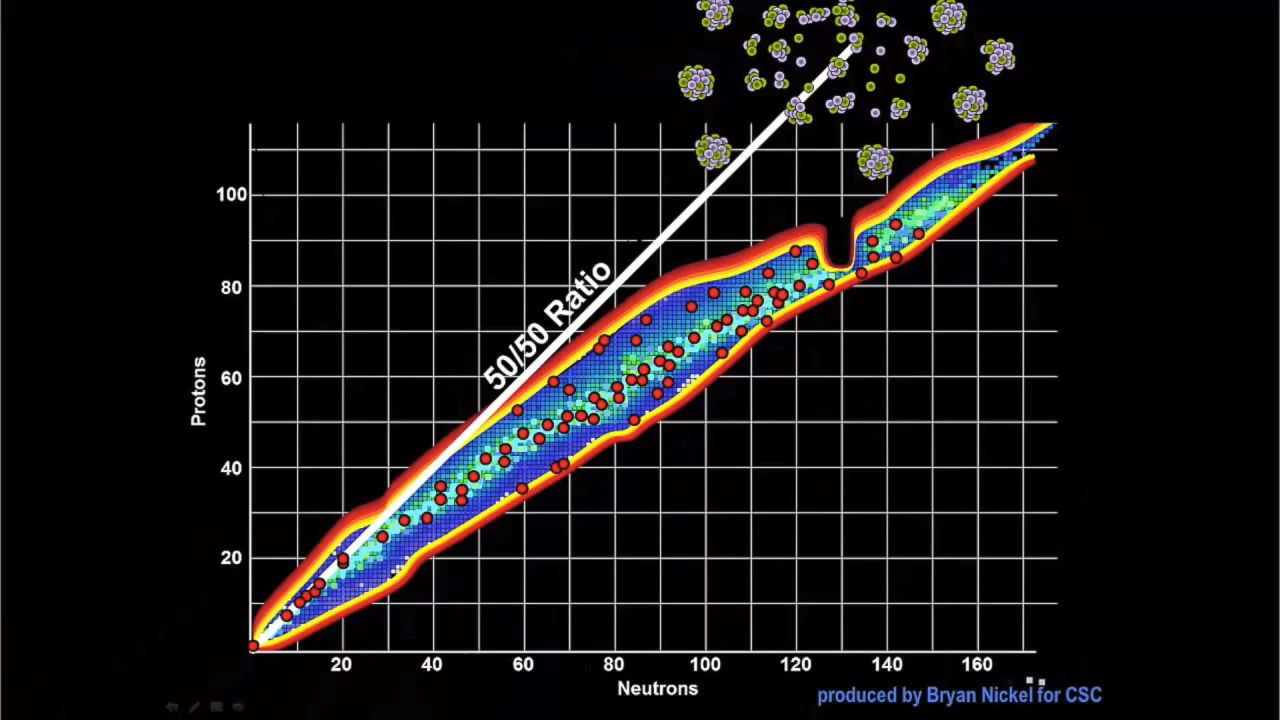 100
80
60
40
20
Protons
50/50 Ratio
20 40 60 80 100 120 140 160
Neutrons
produced by Bryan Nickel for CSC